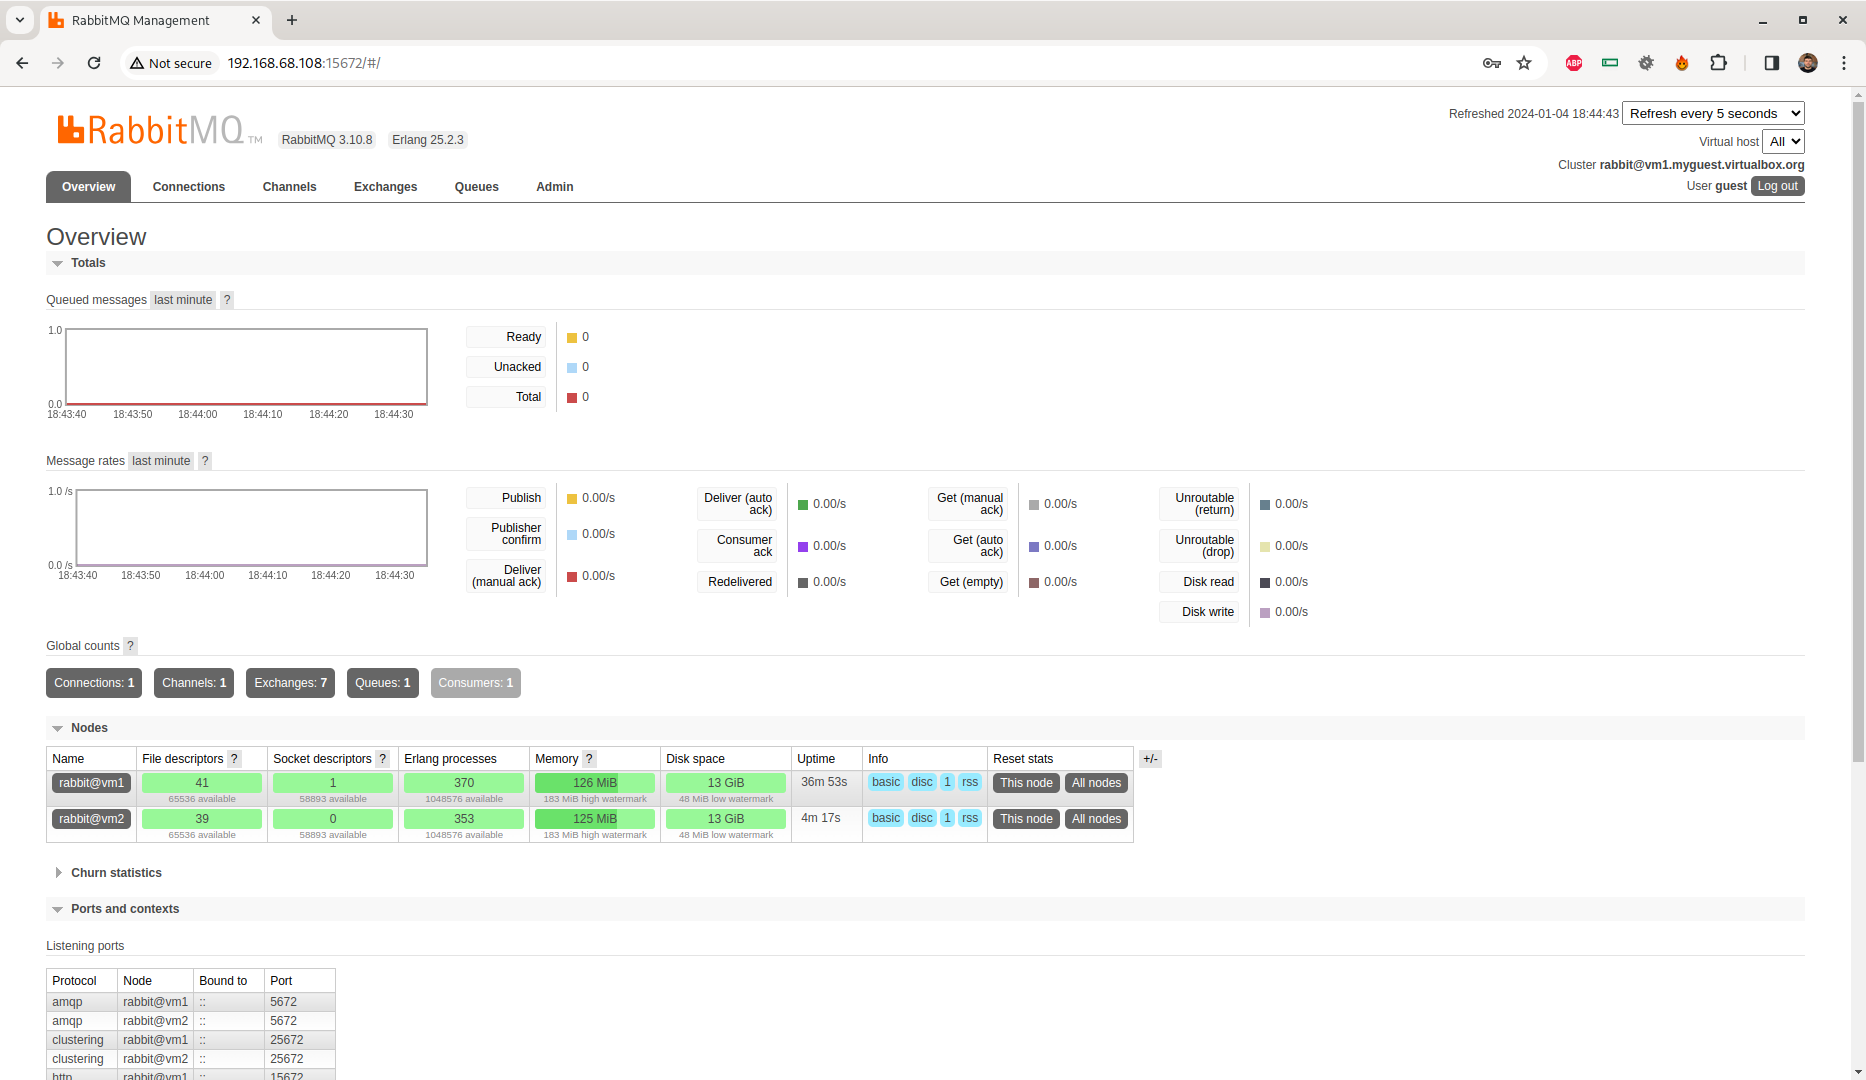 RabbitMQ Management
Not secure 192.168.68.108:15672/#/
ABP
RabbitMQ TM RabbitMQ 3.10.8 Erlang 25.2.3
Refreshed 2024-01-04 18:44:43 Refresh every 5 seconds
Virtual host All
Cluster rabbit@vm1.myguest.virtualbox.org
User guest Log out
Overview Connections Channels Exchanges Queues Admin
Overview
Totals
Queued messages last minute ?
1.0
0.0
18:43:40 18:43:50 18:44:00 18:44:10 18:44:20 18:44:30
Ready 0
Unacked 0
Total 0
Message rates last minute ?
1.0 /s
0.0 /s
18:43:40 18:43:50 18:44:00 18:44:10 18:44:20 18:44:30
Publish 0.00/s
Publisher
confirm 0.00/s
Deliver
(manual ack) 0.00/s
Deliver (auto
ack) 0.00/s
Consumer
ack 0.00/s
Redelivered 0.00/s
Get (manual
ack) 0.00/s
Get (auto
ack) 0.00/s
Get (empty) 0.00/s
Unroutable
(return) 0.00/s
Unroutable
(drop) 0.00/s
Disk read 0.00/s
Disk write 0.00/s
Global counts ?
Connections: 1 Channels: 1 Exchanges: 7 Queues: 1 Consumers: 1
Nodes
Name File descriptors ? Socket descriptors ? Erlang processes Memory ? Disk space Uptime Info Reset stats +/-
rabbit@vm1 41 1 370 126 MiB 13 GiB 36m 53s basic disc 1 rss This node All nodes
65536 available 58893 available 1048576 available 183 MiB high watermark 48 MiB low watermark
rabbit@vm2 39 0 353 125 MiB 13 GiB 4m 17s basic disc 1 rss This node All nodes
65536 available 58893 available 1048576 available 183 MiB high watermark 48 MiB low watermark
Churn statistics
Ports and contexts
Listening ports
Protocol Node Bound to Port
amqp rabbit@vm1 :: 5672
amqp rabbit@vm2 :: 5672
clustering rabbit@vm1 :: 25672
clustering rabbit@vm2 :: 25672
http rabbit@vm1 :: 15672